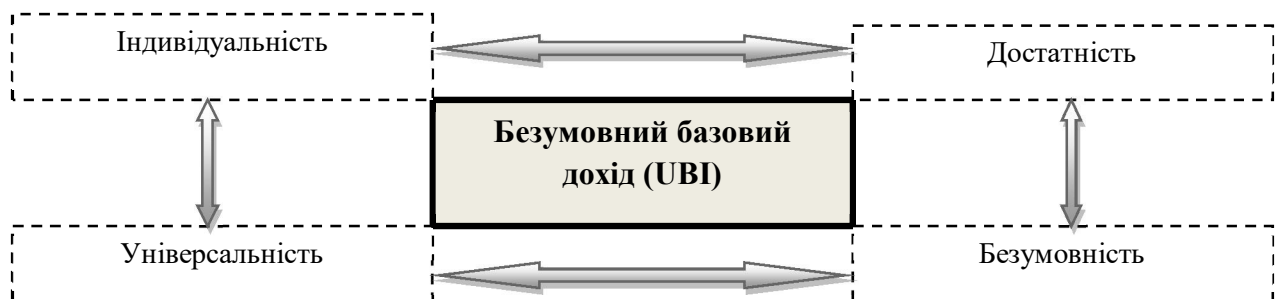 Індивідуальність
Достатність
Безумовний базовий
дохід (UBI)
Універсальність
Безумовність